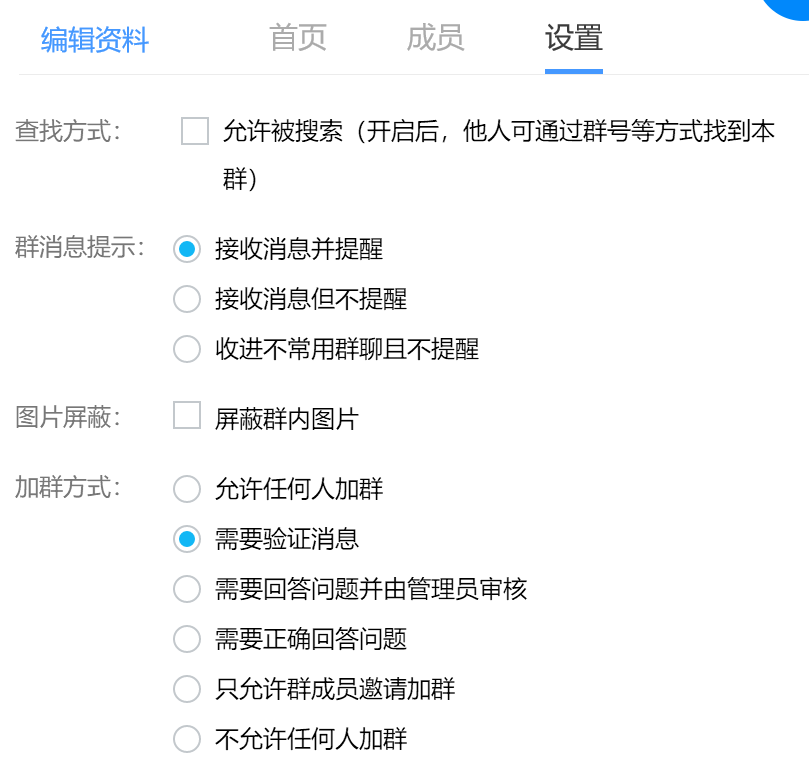 编辑资料 首页 成员 设置
查找方式: 允许被搜索（开启后，他人可通过群号等方式找到本
群）
群消息提示: 接收消息并提醒
接收消息但不提醒
收进不常用群聊且不提醒
图片屏蔽: 屏蔽群内图片
加群方式: 允许任何人加群
需要验证消息
需要回答问题并由管理员审核
需要正确回答问题
只允许群成员邀请加群
不允许任何人加群